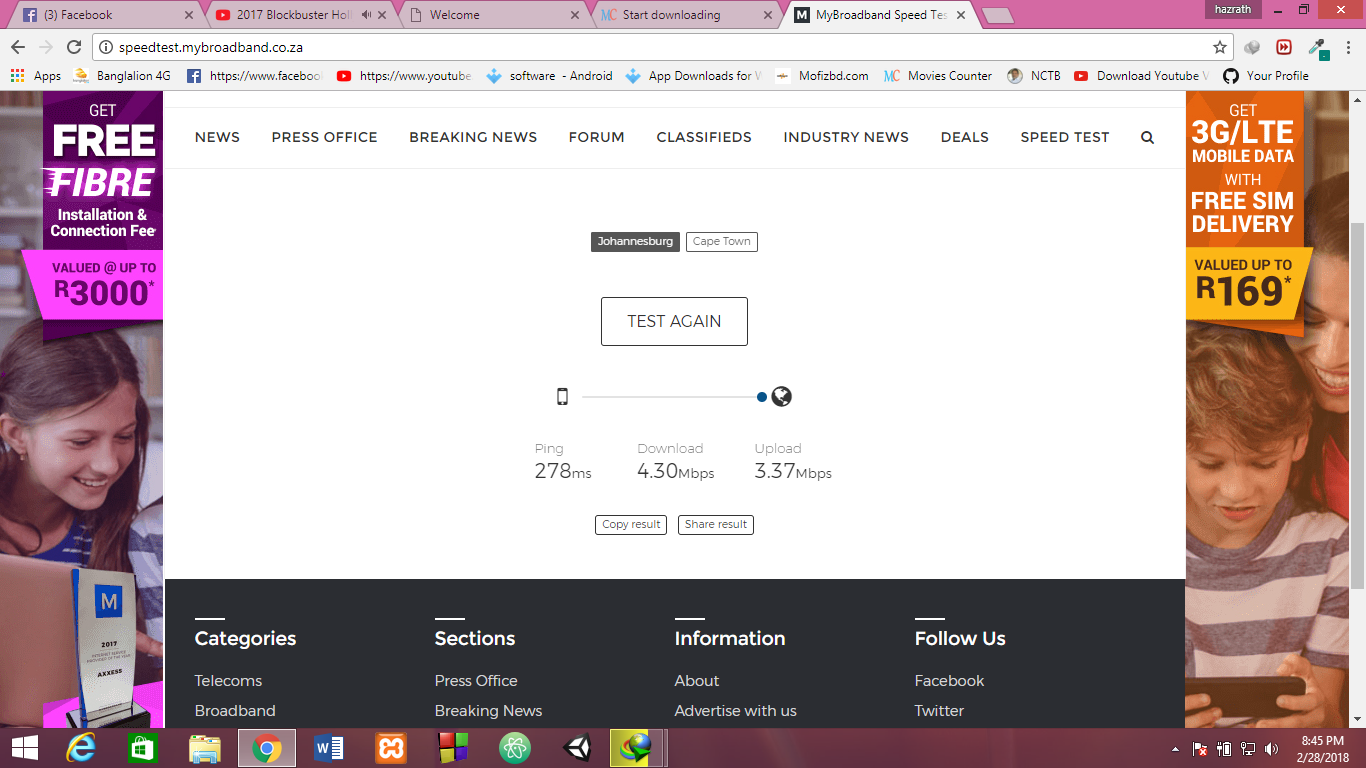 (3) Facebook
2017 Blockbuster Holl
Welcome
Start downloading
MyBroadband Speed Tes
hazrath
speedtest.mybroadband.co.za
Apps
Banglalion 4G
https://www.faceboo
https://www.youtube.
software - Android
App Downloads for W
Mofizbd.com
Movies Counter
NCTB
Download Youtube V
Your Profile
GET
FREE
FIBRE
Installation &
Connection Fee
VALUED @ UP TO
R3000*
NEWS
PRESS OFFICE
BREAKING NEWS
FORUM
CLASSIFIEDS
INDUSTRY NEWS
DEALS
SPEED TEST
GET
3G/LTE
MOBILE DATA
WITH
FREE SIM
DELIVERY
VALUED UP TO
R169*
Johannesburg
Cape Town
TEST AGAIN
Ping
Download
Upload
278ms
4.30Mbps
3.37Mbps
Copy result
Share result
M
2017
INTERNET SERVICE
PROVIDER OF THE YEAR
AXXESS
Categories
Sections
Information
Follow Us
Telecoms
Press Office
About
Facebook
Broadband
Breaking News
Advertise with us
Twitter
8:45 PM
2/28/2018